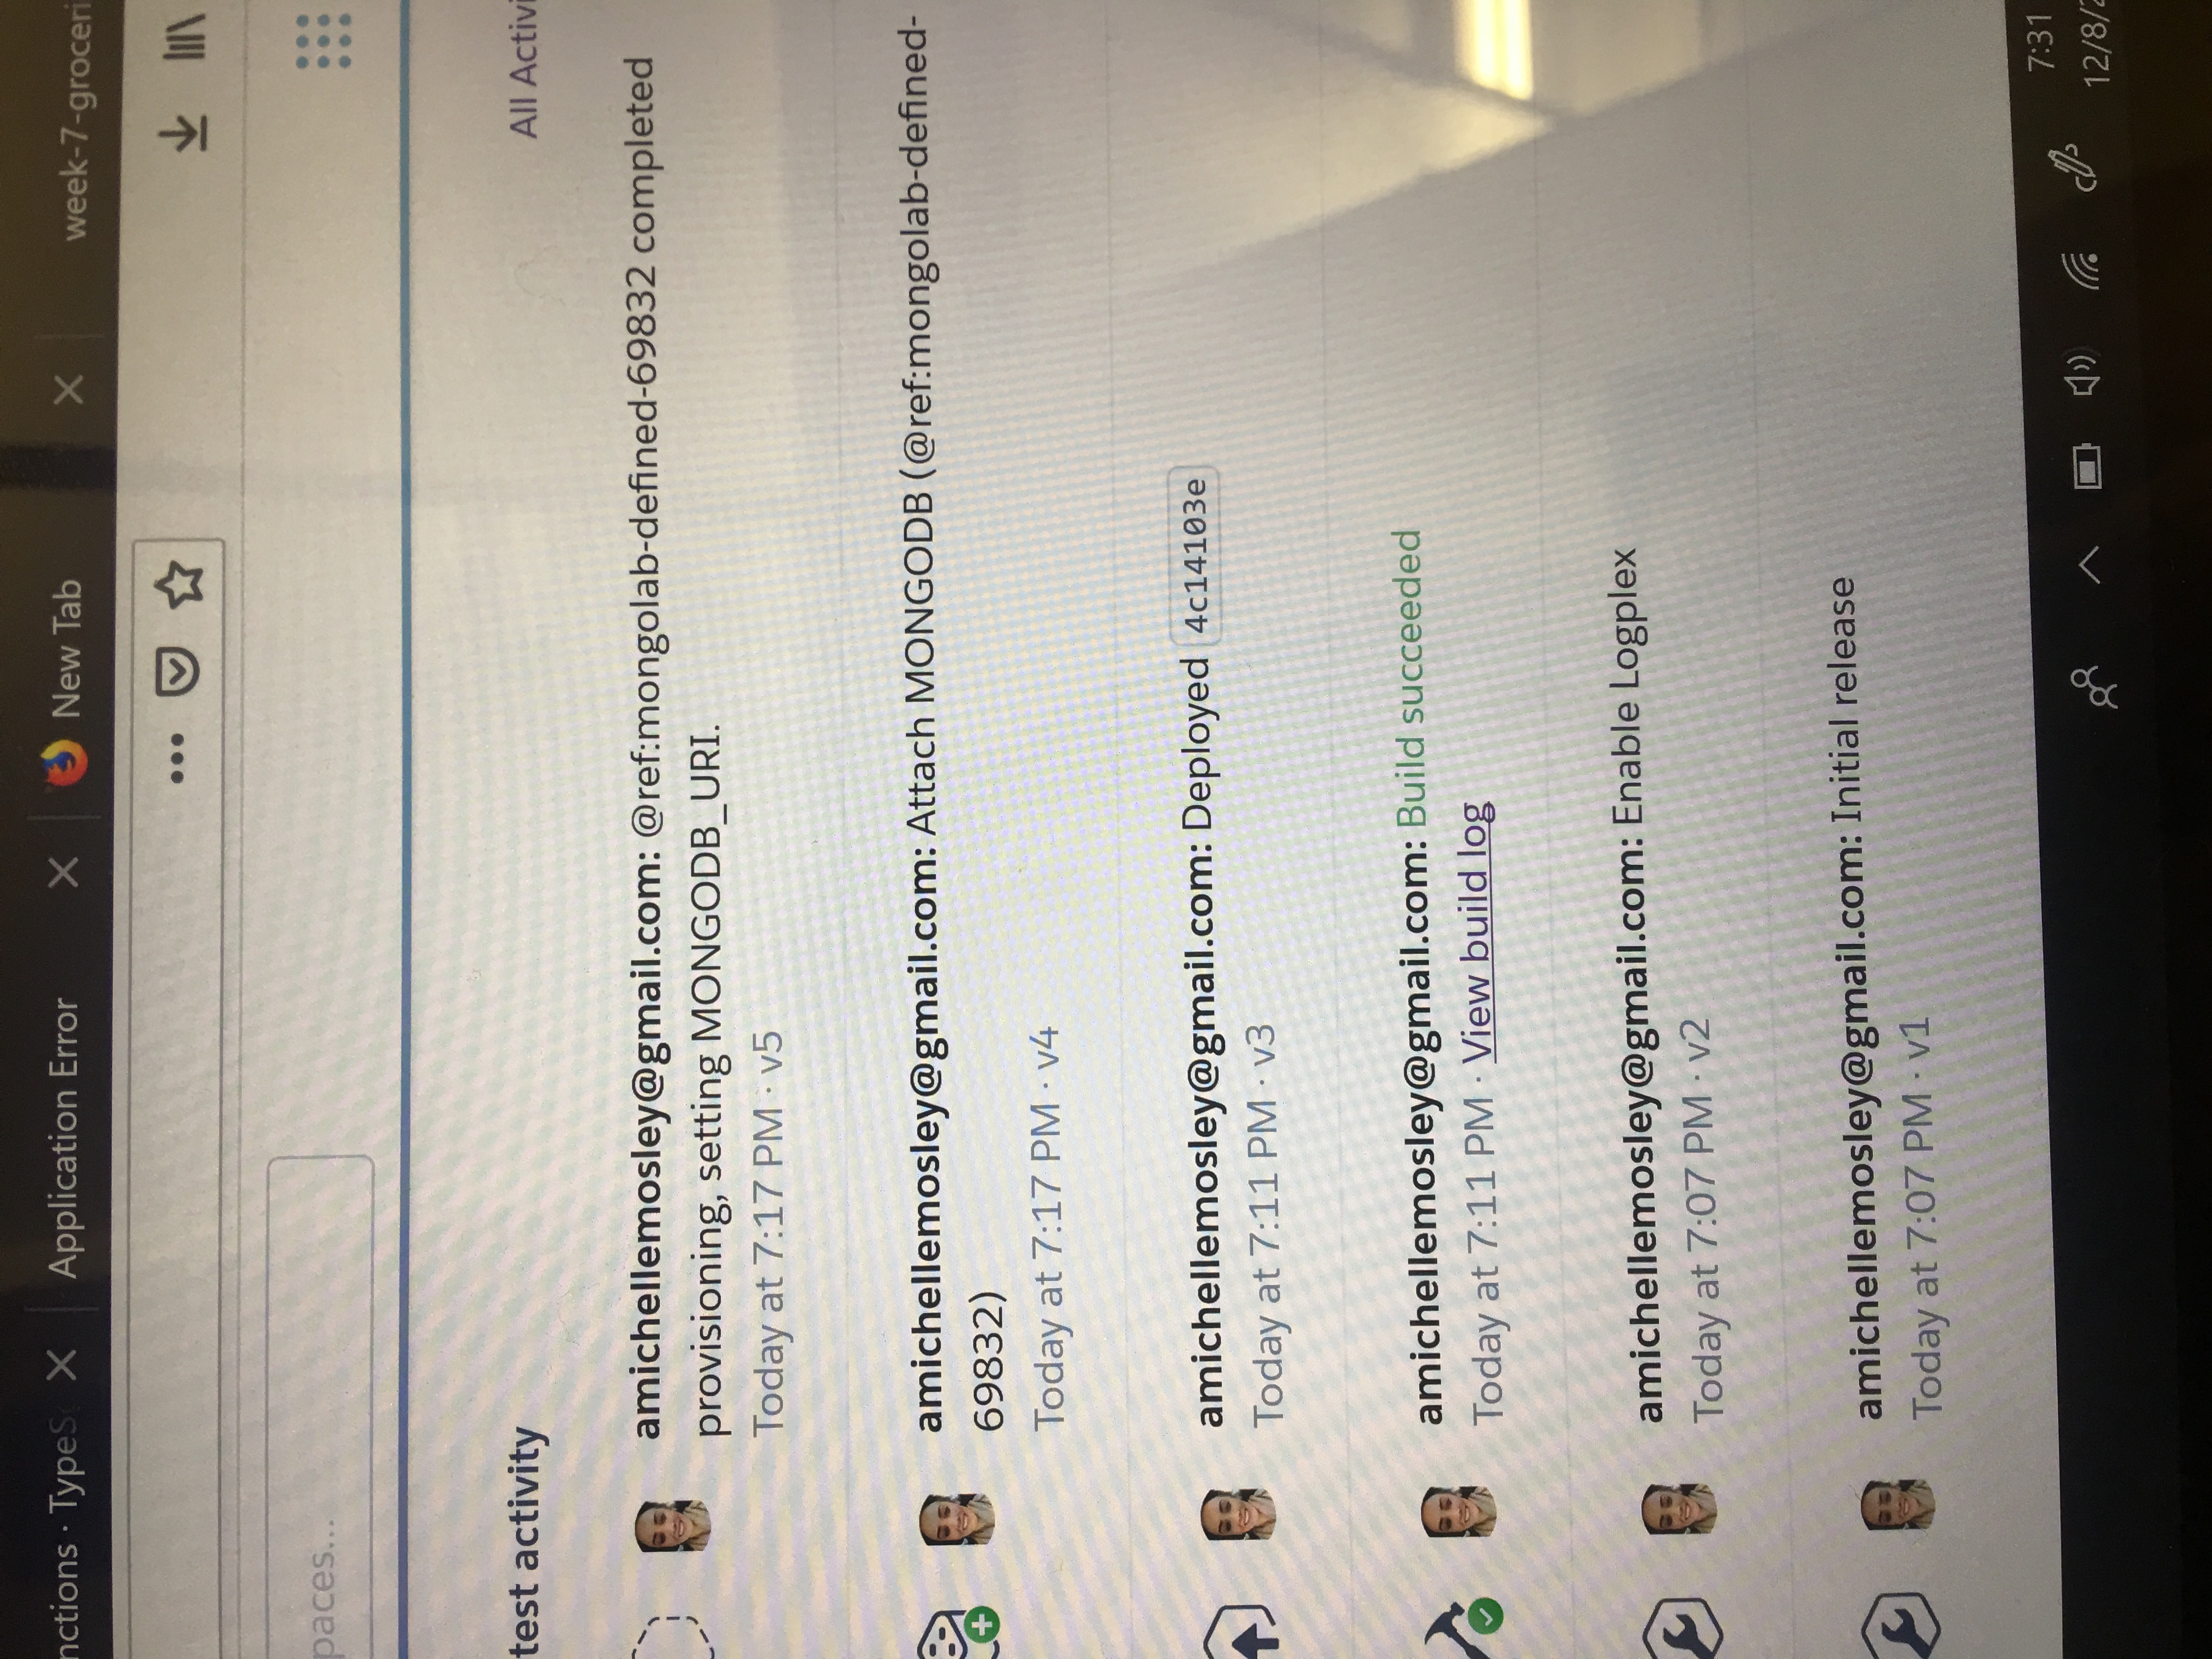 nctions · TypeS
Application Error
New Tab
week-7-groceri
paces...
test activity
All Activi
amichellemosley@gmail.com: @ref:mongolab-defined-69832 completed
provisioning, setting MONGODB_URI.
Today at 7:17 PM · v5
amichellemosley@gmail.com: Attach MONGODB (@ref:mongolab-defined-
69832)
Today at 7:17 PM · v4
amichellemosley@gmail.com: Deployed 4c14103e
Today at 7:11 PM · v3
amichellemosley@gmail.com: Build succeeded
Today at 7:11 PM · View build log
amichellemosley@gmail.com: Enable Logplex
Today at 7:07 PM · v2
amichellemosley@gmail.com: Initial release
Today at 7:07 PM · v1
7:31
12/8/2